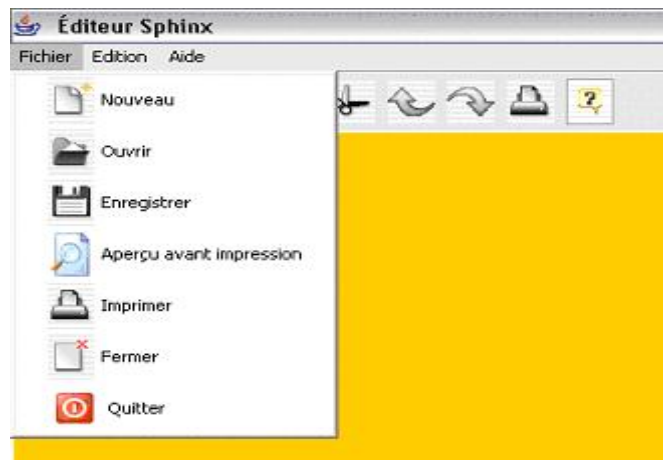 Éditeur Sphinx
Fichier Edition Aide
Nouveau
Ouvrir
Enregistrer
Aperçu avant impression
Imprimer
Fermer
Quitter
?